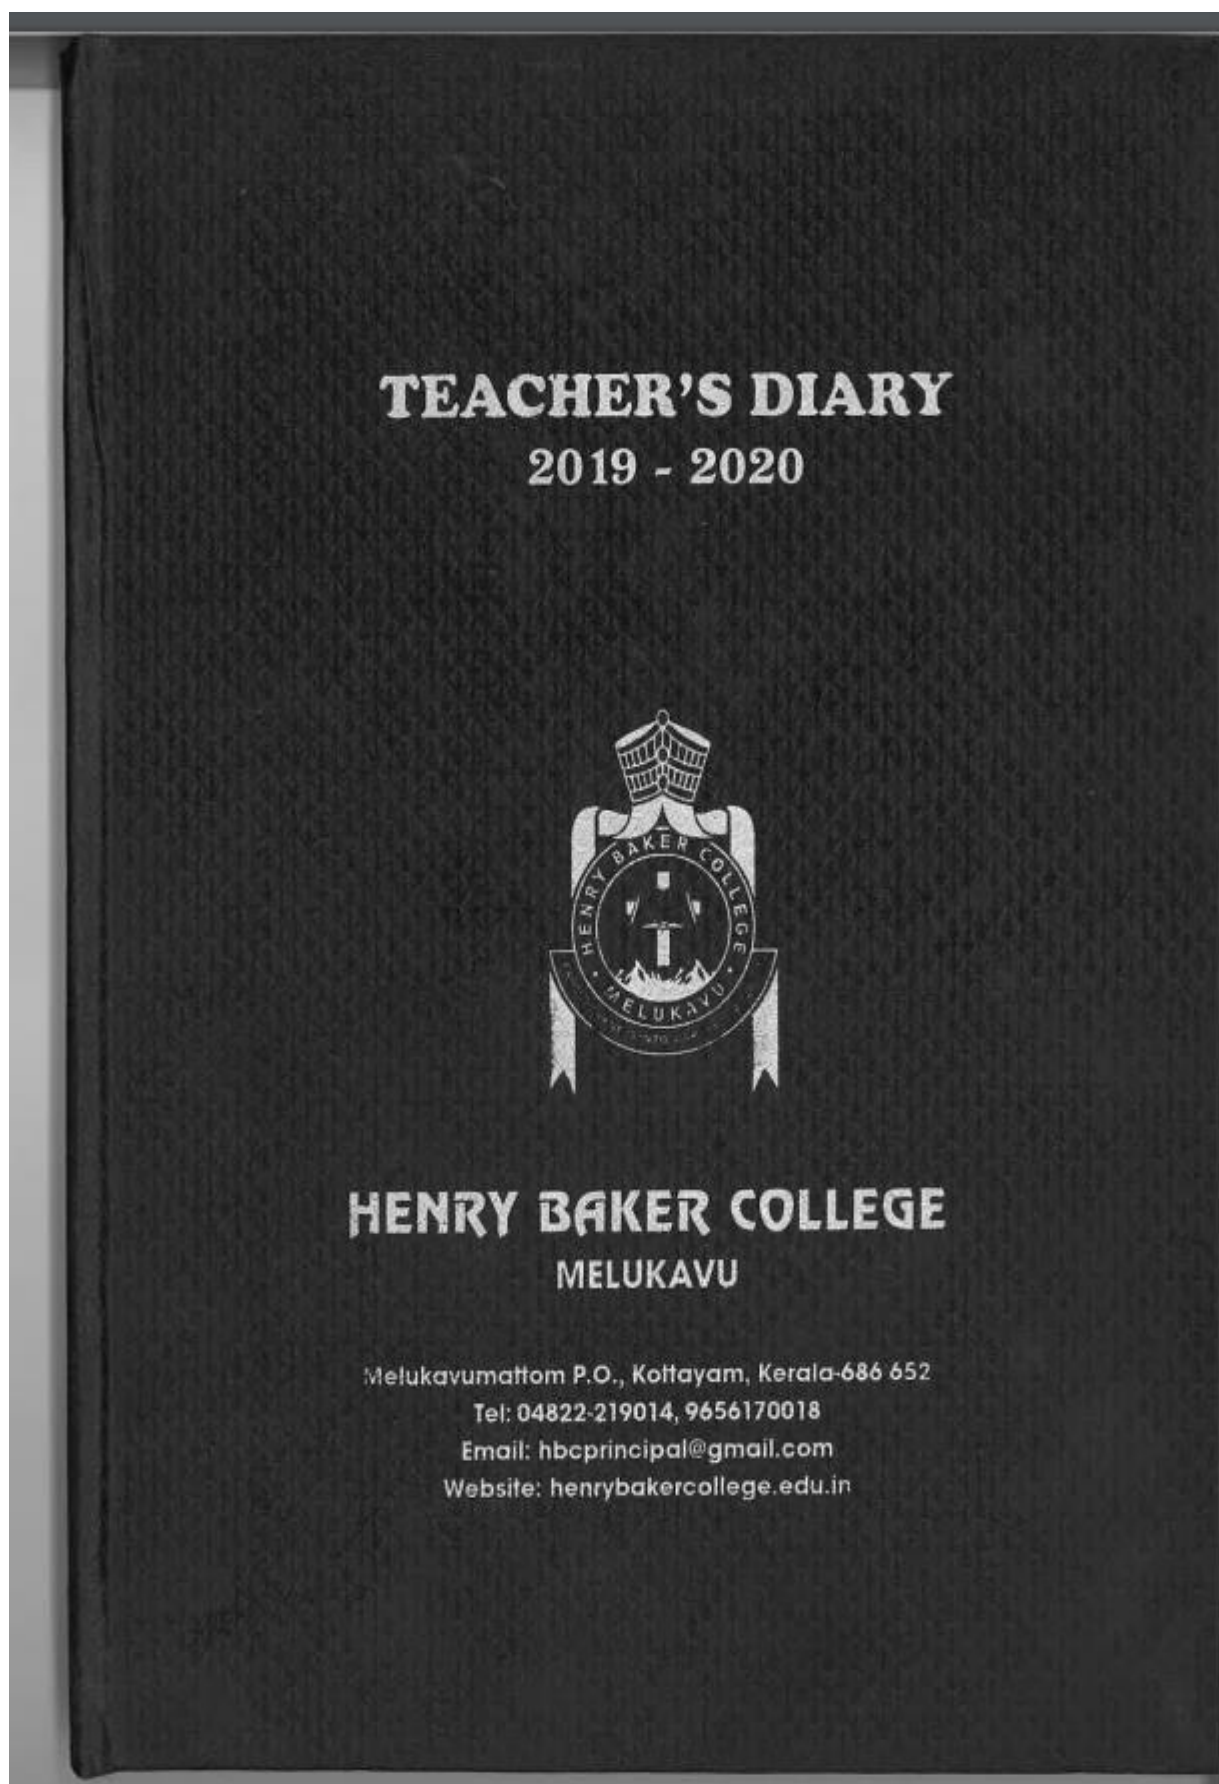 TEACHER'S DIARY
2019 - 2020
HENRY BAKER COLLEGE
MELUKAVU
HENRY BAKER COLLEGE
MELUKAVU
Melukavumattom P.O., Kottayam, Kerala-686 652
Tel: 04822-219014, 9656170018
Email: hbcprincipal@gmail.com
Website: henrybakercollege.edu.in